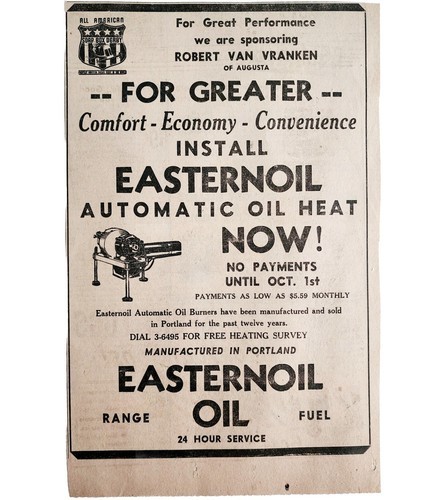 ALL AMERICAN
SOAP BOX DERBY
For Great Performance
we are sponsoring
ROBERT VAN VRANKEN
OF AUGUSTA
-- FOR GREATER --
Comfort - Economy - Convenience
INSTALL
EASTERNOIL
AUTOMATIC OIL HEAT
NOW!
NO PAYMENTS
UNTIL OCT. 1st
PAYMENTS AS LOW AS $5.59 MONTHLY
Easternoil Automatic Oil Burners have been manufactured and sold
in Portland for the past twelve years.
DIAL 3-6495 FOR FREE HEATING SURVEY
MANUFACTURED IN PORTLAND
EASTERNOIL
RANGE OIL FUEL
24 HOUR SERVICE